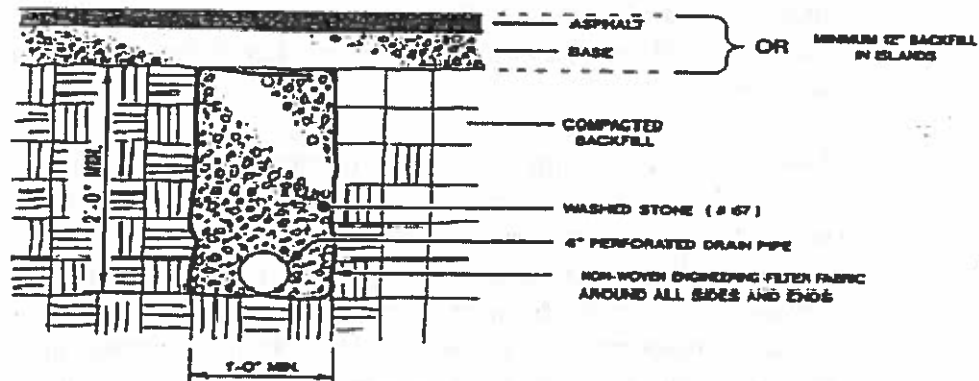 ASPHALT
BASE
OR
MINIMUM 12" BACKFILL
IN ISLANDS
COMPACTED
BACKFILL
2'-0" MIN.
WASHED STONE ( # 67 )
4" PERFORATED DRAIN PIPE
NON-WOVEN ENGINEERING FILTER FABRIC
AROUND ALL SIDES AND ENDS
1'-0" MIN.